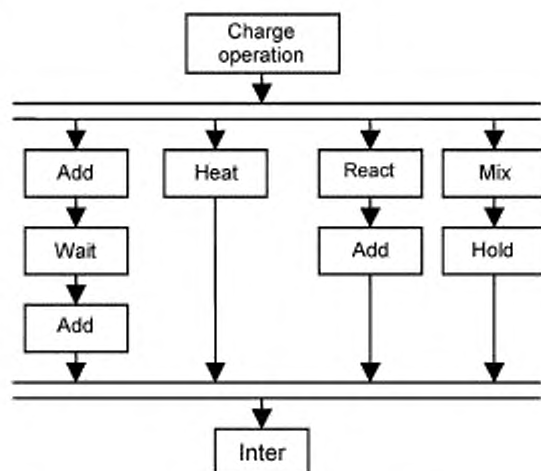 Charge
operation
Add
Heat
React
Mix
Wait
Add
Hold
Add
Inter